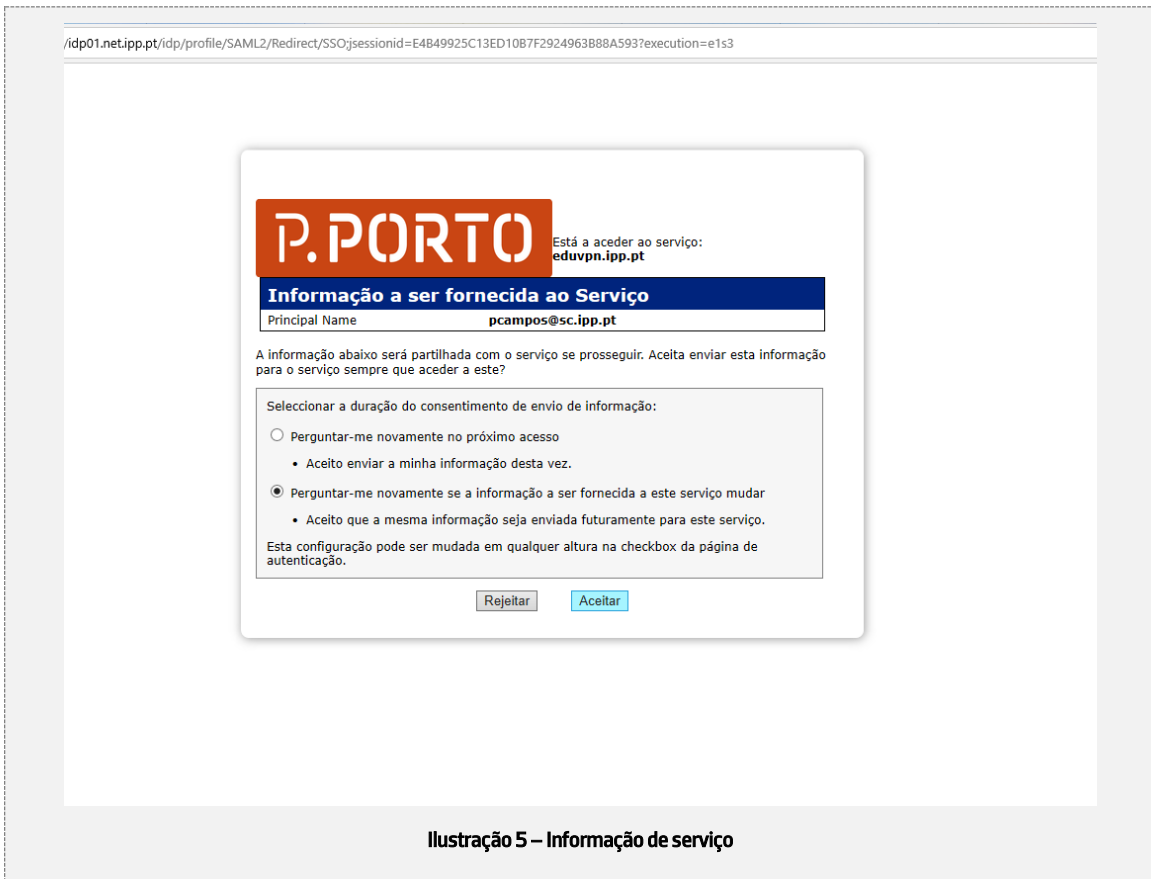 /idp01.net.ipp.pt/idp/profile/SAML2/Redirect/SSO;jsessionid=E4B49925C13ED10B7F2924963B88A593?execution=e1s3
P.PORTO
Está a aceder ao serviço:
eduvpn.ipp.pt
Informação a ser fornecida ao Serviço
Principal Name pcampos@sc.ipp.pt
A informação abaixo será partilhada com o serviço se prosseguir. Aceita enviar esta informação
para o serviço sempre que aceder a este?
Seleccionar a duração do consentimento de envio de informação:
Perguntar-me novamente no próximo acesso
• Aceito enviar a minha informação desta vez.
Perguntar-me novamente se a informação a ser fornecida a este serviço mudar
• Aceito que a mesma informação seja enviada futuramente para este serviço.
Esta configuração pode ser mudada em qualquer altura na checkbox da página de
autenticação.
Rejeitar Aceitar
Ilustração 5 – Informação de serviço